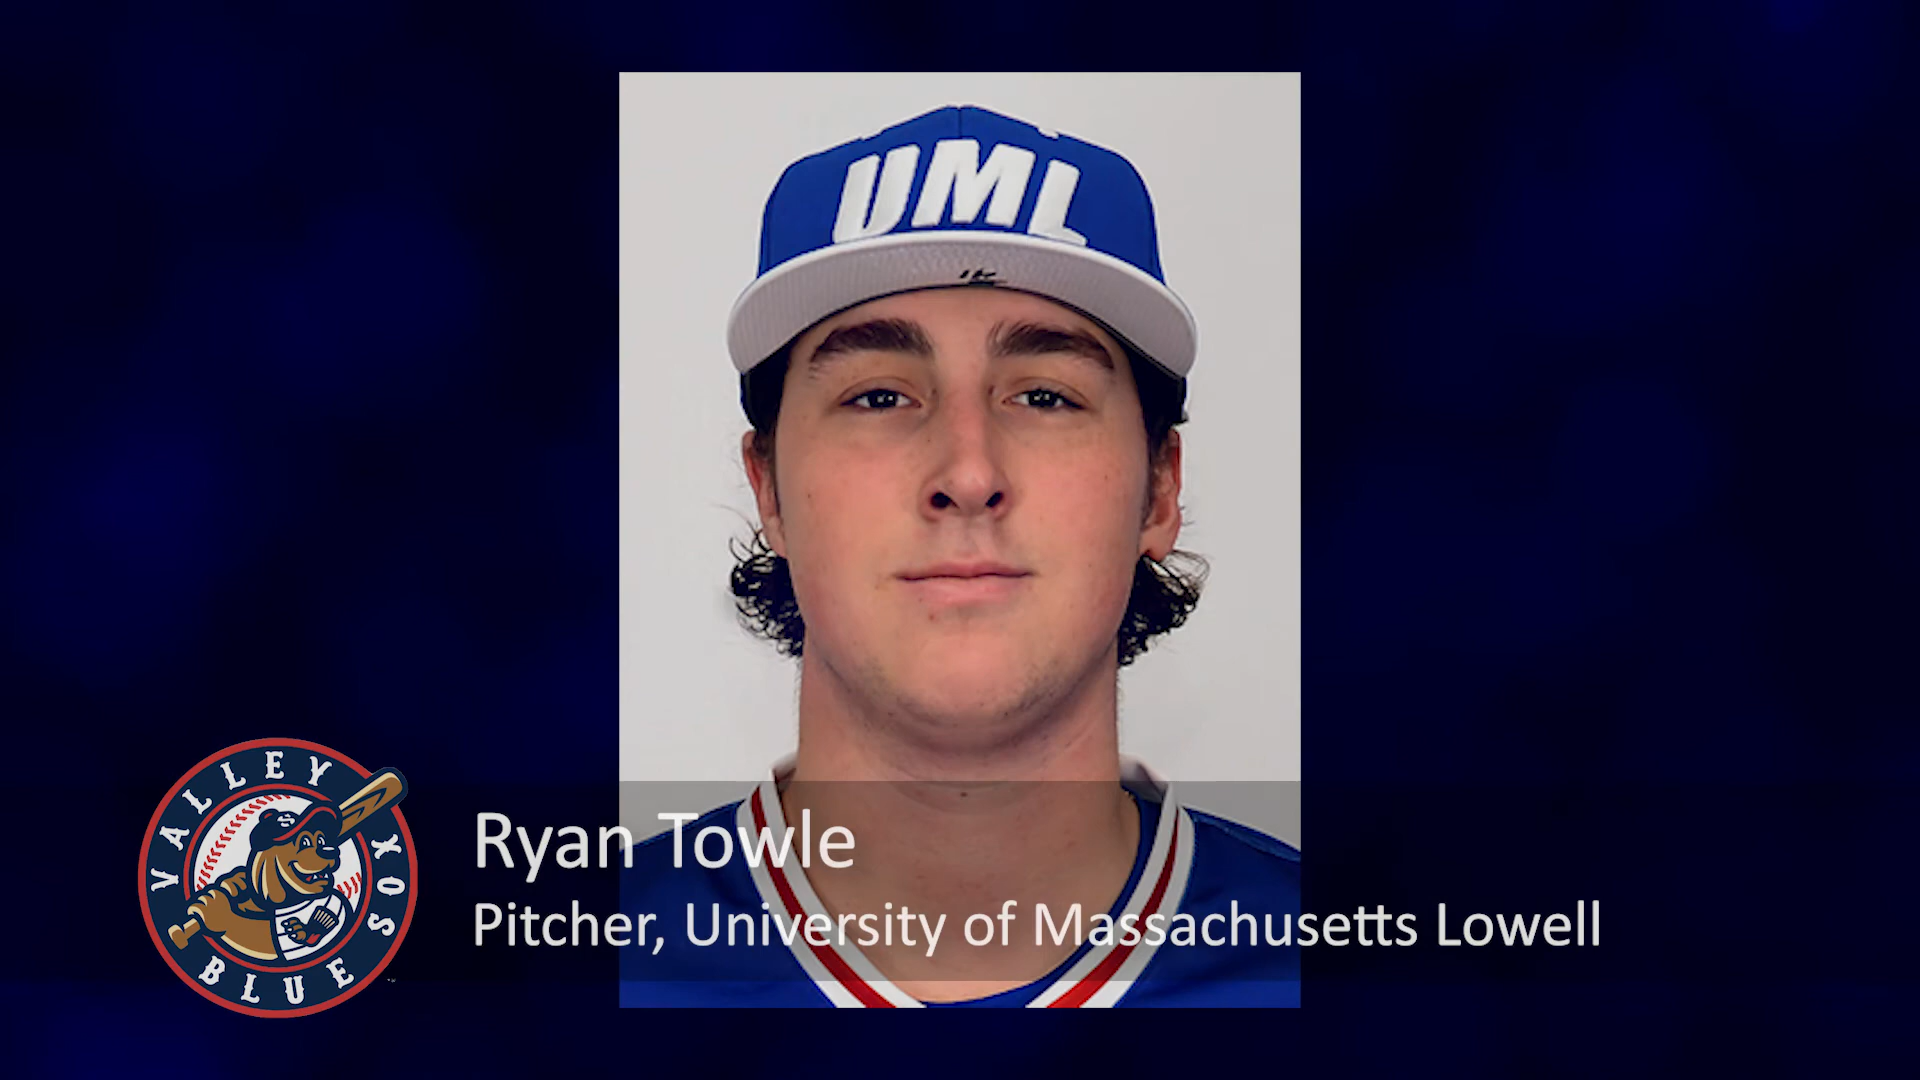 UML
Ryan Towle
Pitcher, University of Massachusetts Lowell
VALLEY
BLUE
SOX
S